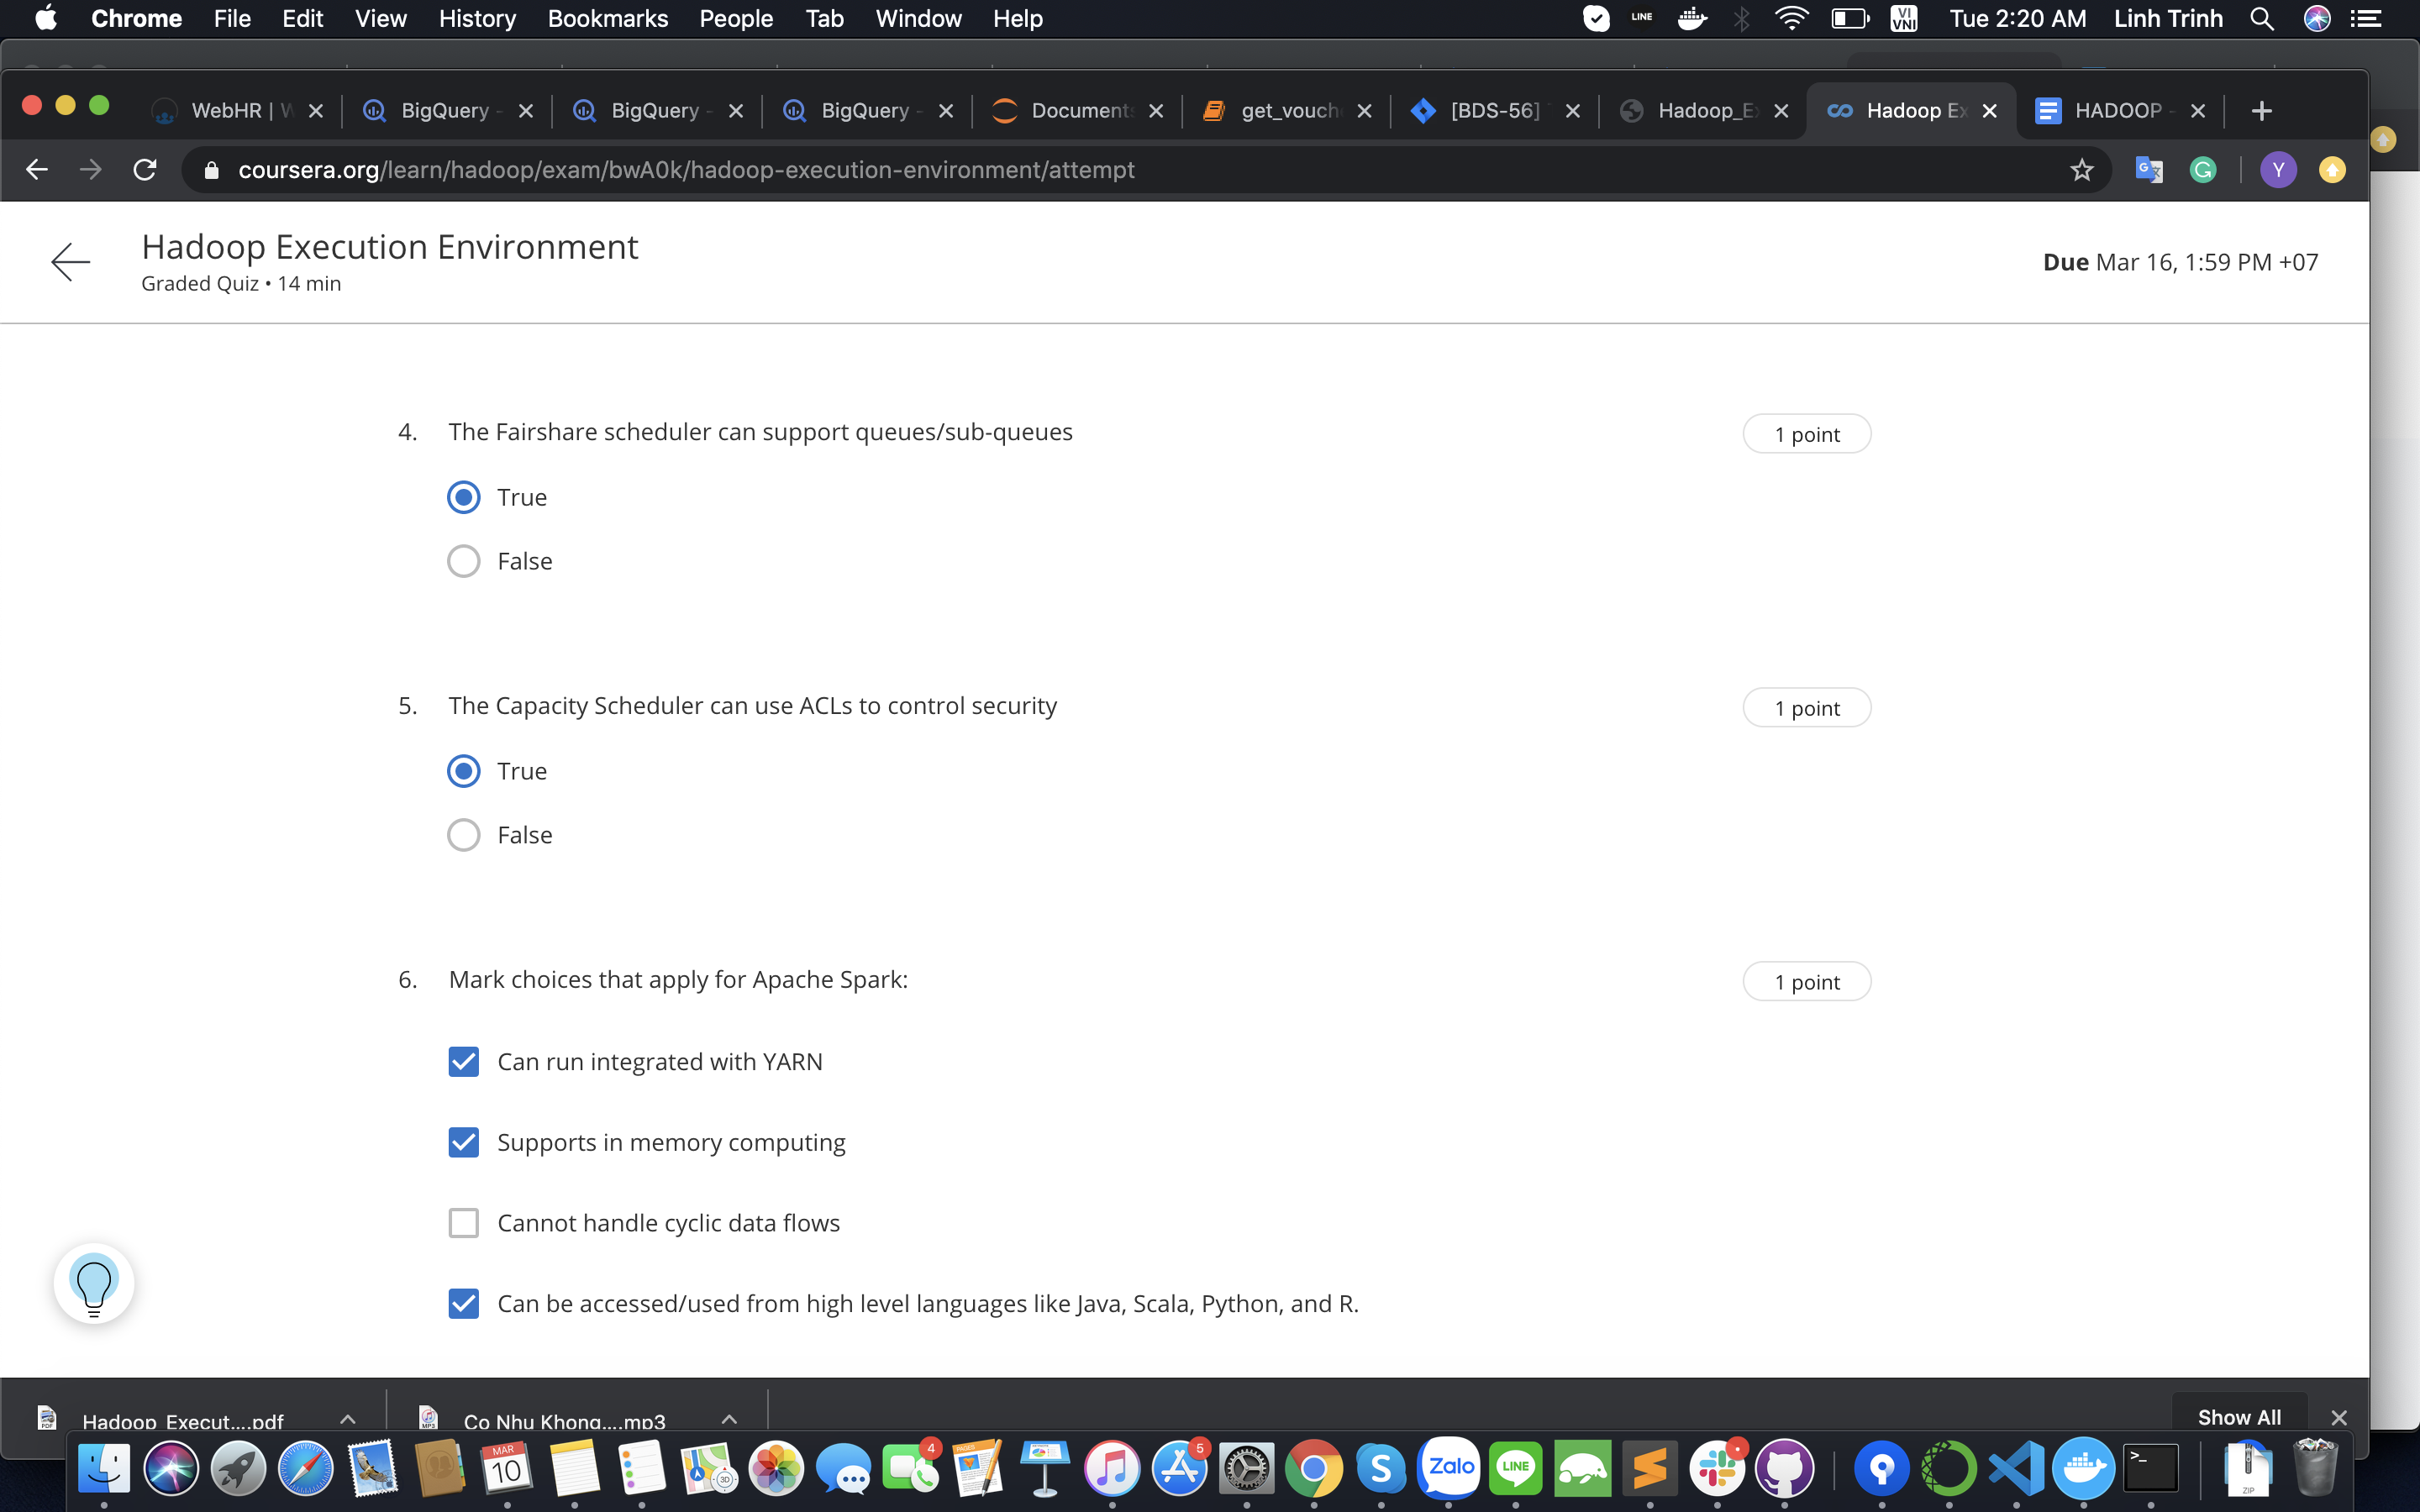 Chrome File Edit View History Bookmarks People Tab Window Help LINE VI VNI Tue 2:20 AM Linh Trinh
WebHR | BigQuery - BigQuery - BigQuery - Document get_vouch [BDS-56] Hadoop_E Hadoop Ex HADOOP -
coursera.org/learn/hadoop/exam/bwA0k/hadoop-execution-environment/attempt G Y
Hadoop Execution Environment
Graded Quiz • 14 min
Due Mar 16, 1:59 PM +07
4. The Fairshare scheduler can support queues/sub-queues 1 point
True
False
5. The Capacity Scheduler can use ACLs to control security 1 point
True
False
6. Mark choices that apply for Apache Spark: 1 point
Can run integrated with YARN
Supports in memory computing
Cannot handle cyclic data flows
Can be accessed/used from high level languages like Java, Scala, Python, and R.
Hadoop_Execut....pdf Co Nhu Khong....mp3 Show All
MAR 10 3D 4 PAGES 5 S Zalo LINE >_ ZIP